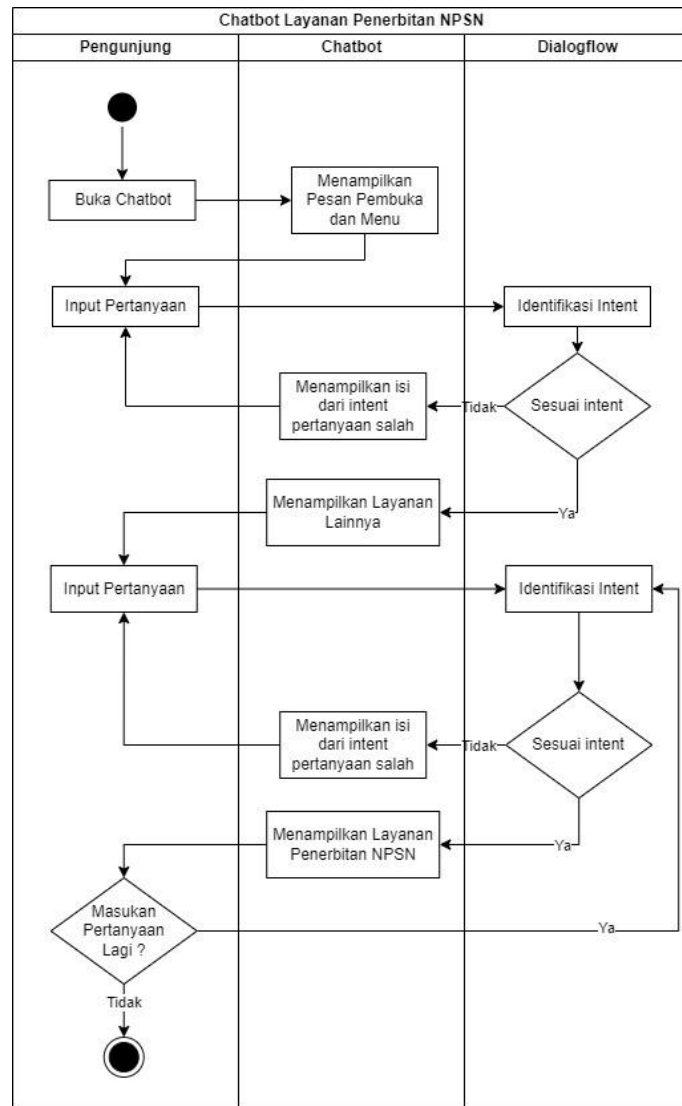 Chatbot Layanan Penerbitan NPSN
Pengunjung
Chatbot
Dialogflow
Buka Chatbot
Menampilkan
Pesan Pembuka
dan Menu
Input Pertanyaan
Identifikasi Intent
Menampilkan isi
dari intent
pertanyaan salah
Tidak
Sesuai intent
Menampilkan Layanan
Lainnya
Ya
Input Pertanyaan
Identifikasi Intent
Menampilkan isi
dari intent
pertanyaan salah
Tidak
Sesuai intent
Menampilkan Layanan
Penerbitan NPSN
Ya
Masukan
Pertanyaan
Lagi ?
Ya
Tidak